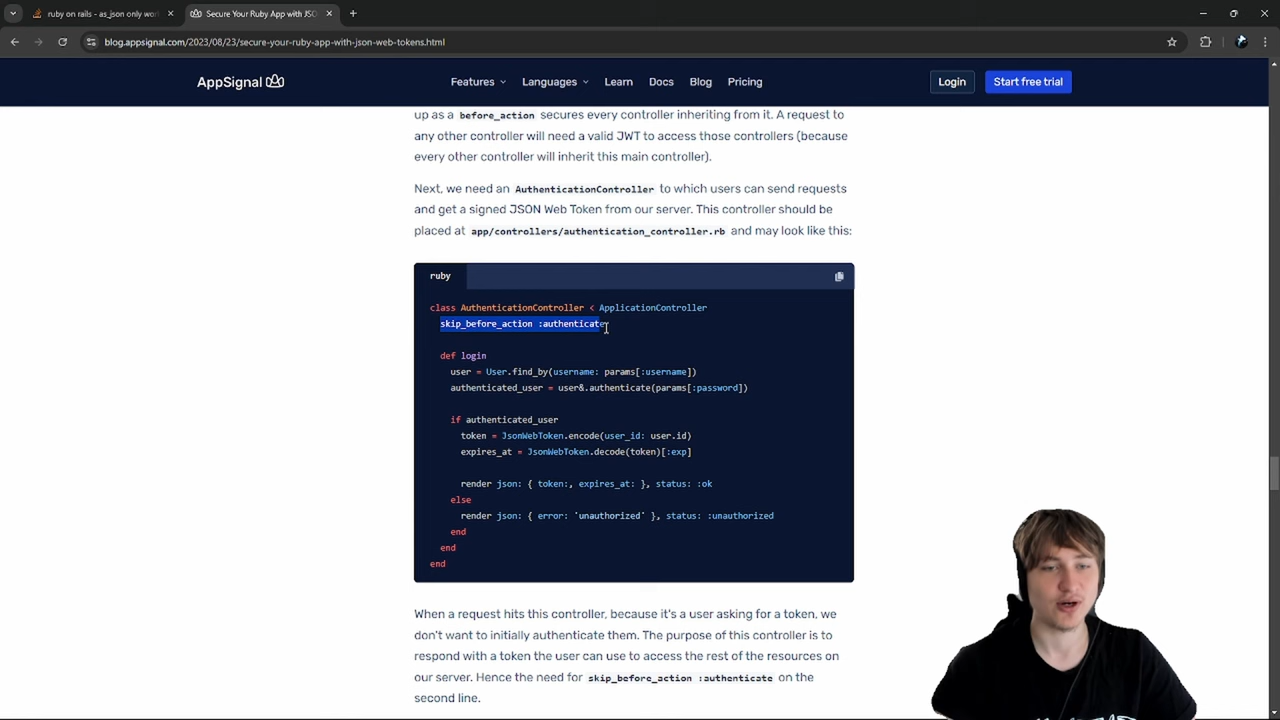 ruby on rails - as_json only wor
Secure Your Ruby App with JSO
blog.appsignal.com/2023/08/23/secure-your-ruby-app-with-json-web-tokens.html
AppSignal
Features
Languages
Learn
Docs
Blog
Pricing
Login
Start free trial
up as a before_action secures every controller inheriting from it. A request to
any other controller will need a valid JWT to access those controllers (because
every other controller will inherit this main controller).
Next, we need an AuthenticationController to which users can send requests
and get a signed JSON Web Token from our server. This controller should be
placed at app/controllers/authentication_controller.rb and may look like this:
ruby
class AuthenticationController < ApplicationController
skip_before_action :authenticate
def login
user = User.find_by(username: params[:username])
authenticated_user = user&.authenticate(params[:password])
if authenticated_user
token = JsonWebToken.encode(user_id: user.id)
expires_at = JsonWebToken.decode(token)[:exp]
render json: { token:, expires_at: }, status: :ok
else
render json: { error: 'unauthorized' }, status: :unauthorized
end
end
end
When a request hits this controller, because it's a user asking for a token, we
don't want to initially authenticate them. The purpose of this controller is to
respond with a token the user can use to access the rest of the resources on
our server. Hence the need for skip_before_action :authenticate on the
second line.